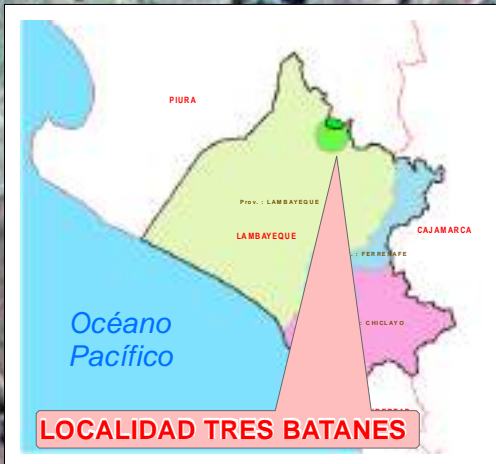 PIURA
Prov. : LAMBAYEQUE
LAMBAYEQUE
CAJAMARCA
. : FERREÑAFE
: CHICLAYO
Océano
Pacífico
LOCALIDAD TRES BATANES